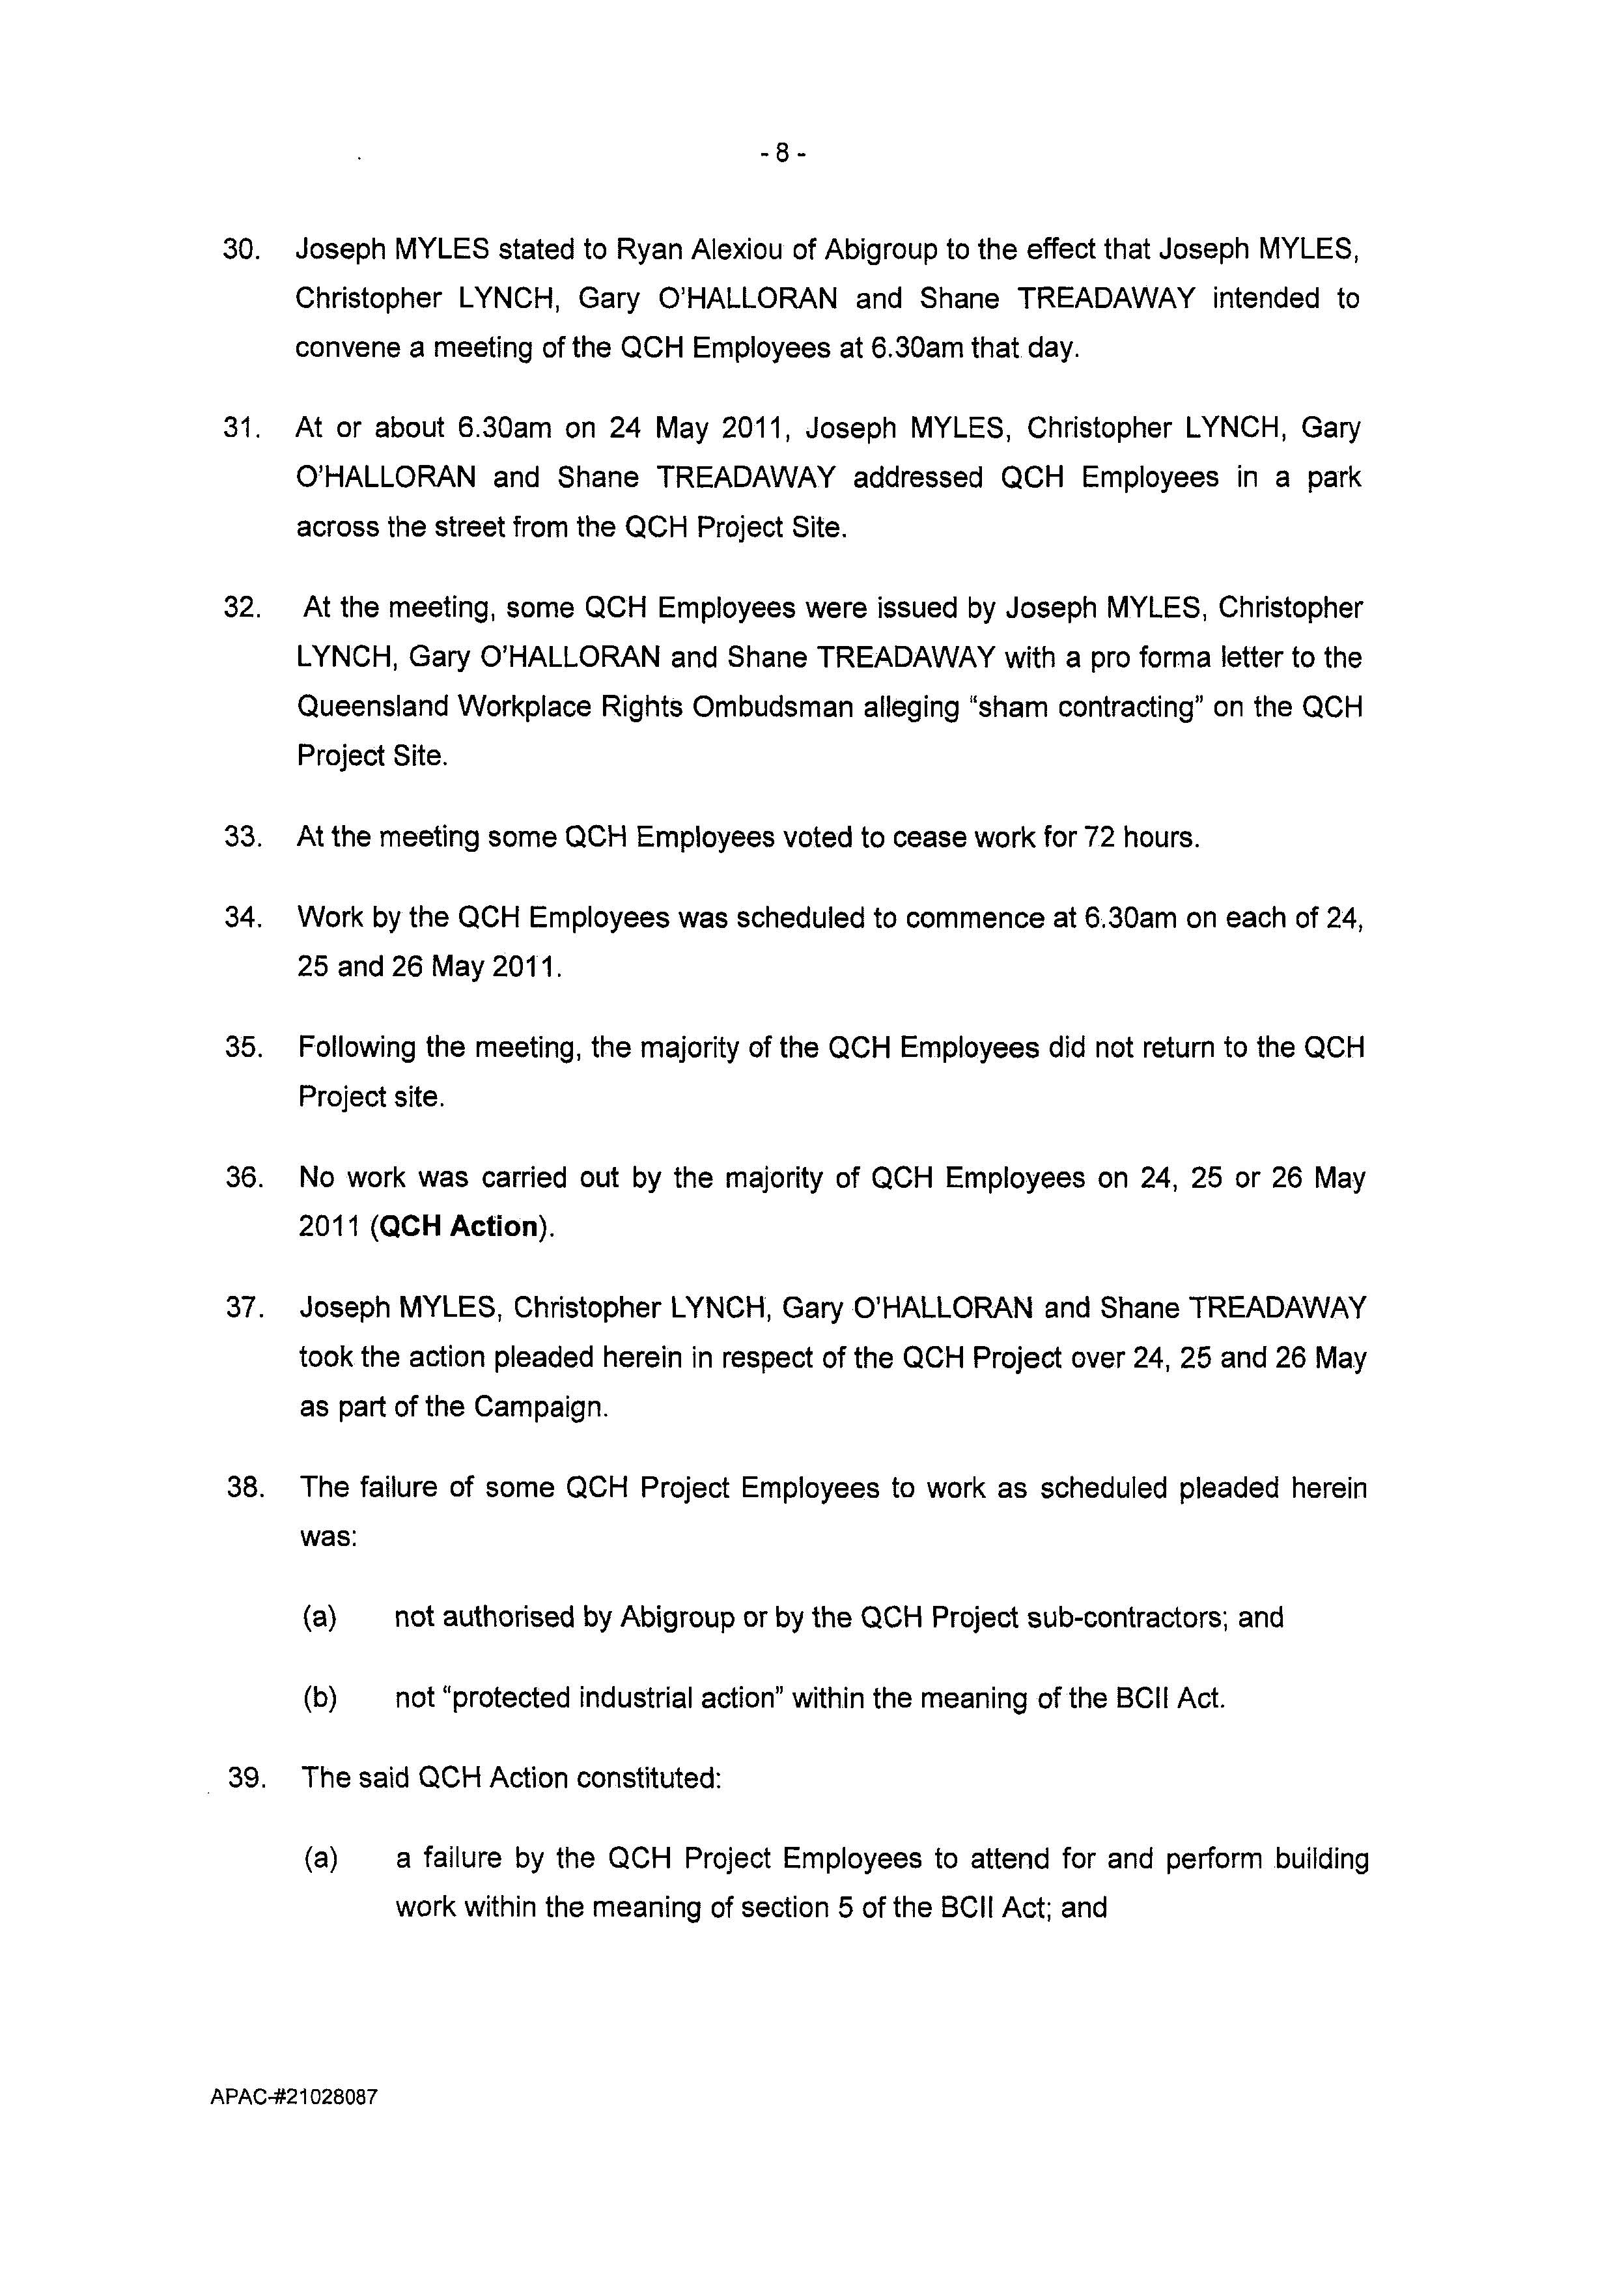 - 8 -
30. Joseph MYLES stated to Ryan Alexiou of Abigroup to the effect that Joseph MYLES,
Christopher LYNCH, Gary O'HALLORAN and Shane TREADAWAY intended to
convene a meeting of the QCH Employees at 6.30am that day.
31. At or about 6.30am on 24 May 2011, Joseph MYLES, Christopher LYNCH, Gary
O'HALLORAN and Shane TREADAWAY addressed QCH Employees in a park
across the street from the QCH Project Site.
32. At the meeting, some QCH Employees were issued by Joseph MYLES, Christopher
LYNCH, Gary O'HALLORAN and Shane TREADAWAY with a pro forma letter to the
Queensland Workplace Rights Ombudsman alleging "sham contracting" on the QCH
Project Site.
33. At the meeting some QCH Employees voted to cease work for 72 hours.
34. Work by the QCH Employees was scheduled to commence at 6.30am on each of 24,
25 and 26 May 2011.
35. Following the meeting, the majority of the QCH Employees did not return to the QCH
Project site.
36. No work was carried out by the majority of QCH Employees on 24, 25 or 26 May
2011 (QCH Action).
37. Joseph MYLES, Christopher LYNCH, Gary O'HALLORAN and Shane TREADAWAY
took the action pleaded herein in respect of the QCH Project over 24, 25 and 26 May
as part of the Campaign.
38. The failure of some QCH Project Employees to work as scheduled pleaded herein
was:
(a) not authorised by Abigroup or by the QCH Project sub-contractors; and
(b) not "protected industrial action" within the meaning of the BCII Act.
39. The said QCH Action constituted:
(a) a failure by the QCH Project Employees to attend for and perform building
work within the meaning of section 5 of the BCII Act; and
APAC-#21028087